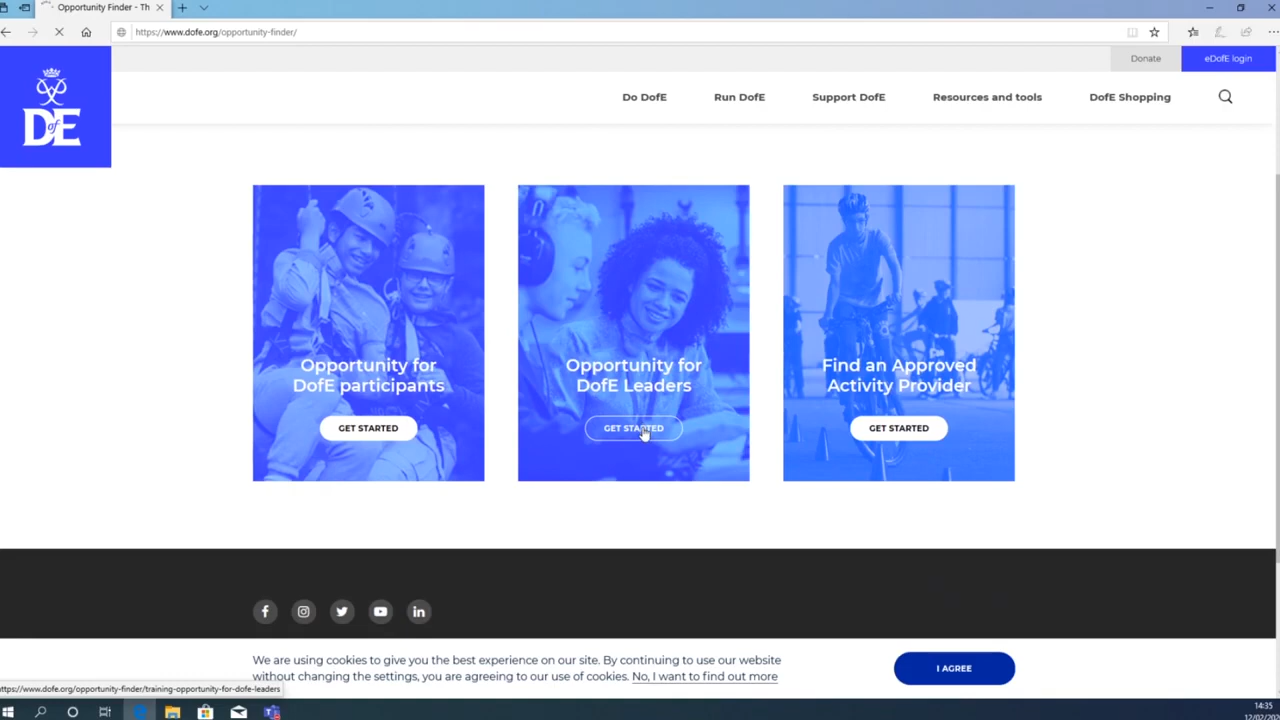 Opportunity Finder - Th
https://www.dofe.org/opportunity-finder/
Donate
eDofE login
DofE
Do DofE
Run DofE
Support DofE
Resources and tools
DofE Shopping
Opportunity for
DofE participants
GET STARTED
Opportunity for
DofE Leaders
GET STARTED
Find an Approved
Activity Provider
GET STARTED
We are using cookies to give you the best experience on our site. By continuing to use our website
without changing the settings, you are agreeing to our use of cookies. No, I want to find out more
I AGREE
https://www.dofe.org/opportunity-finder/training-opportunity-for-dofe-leaders
14:35